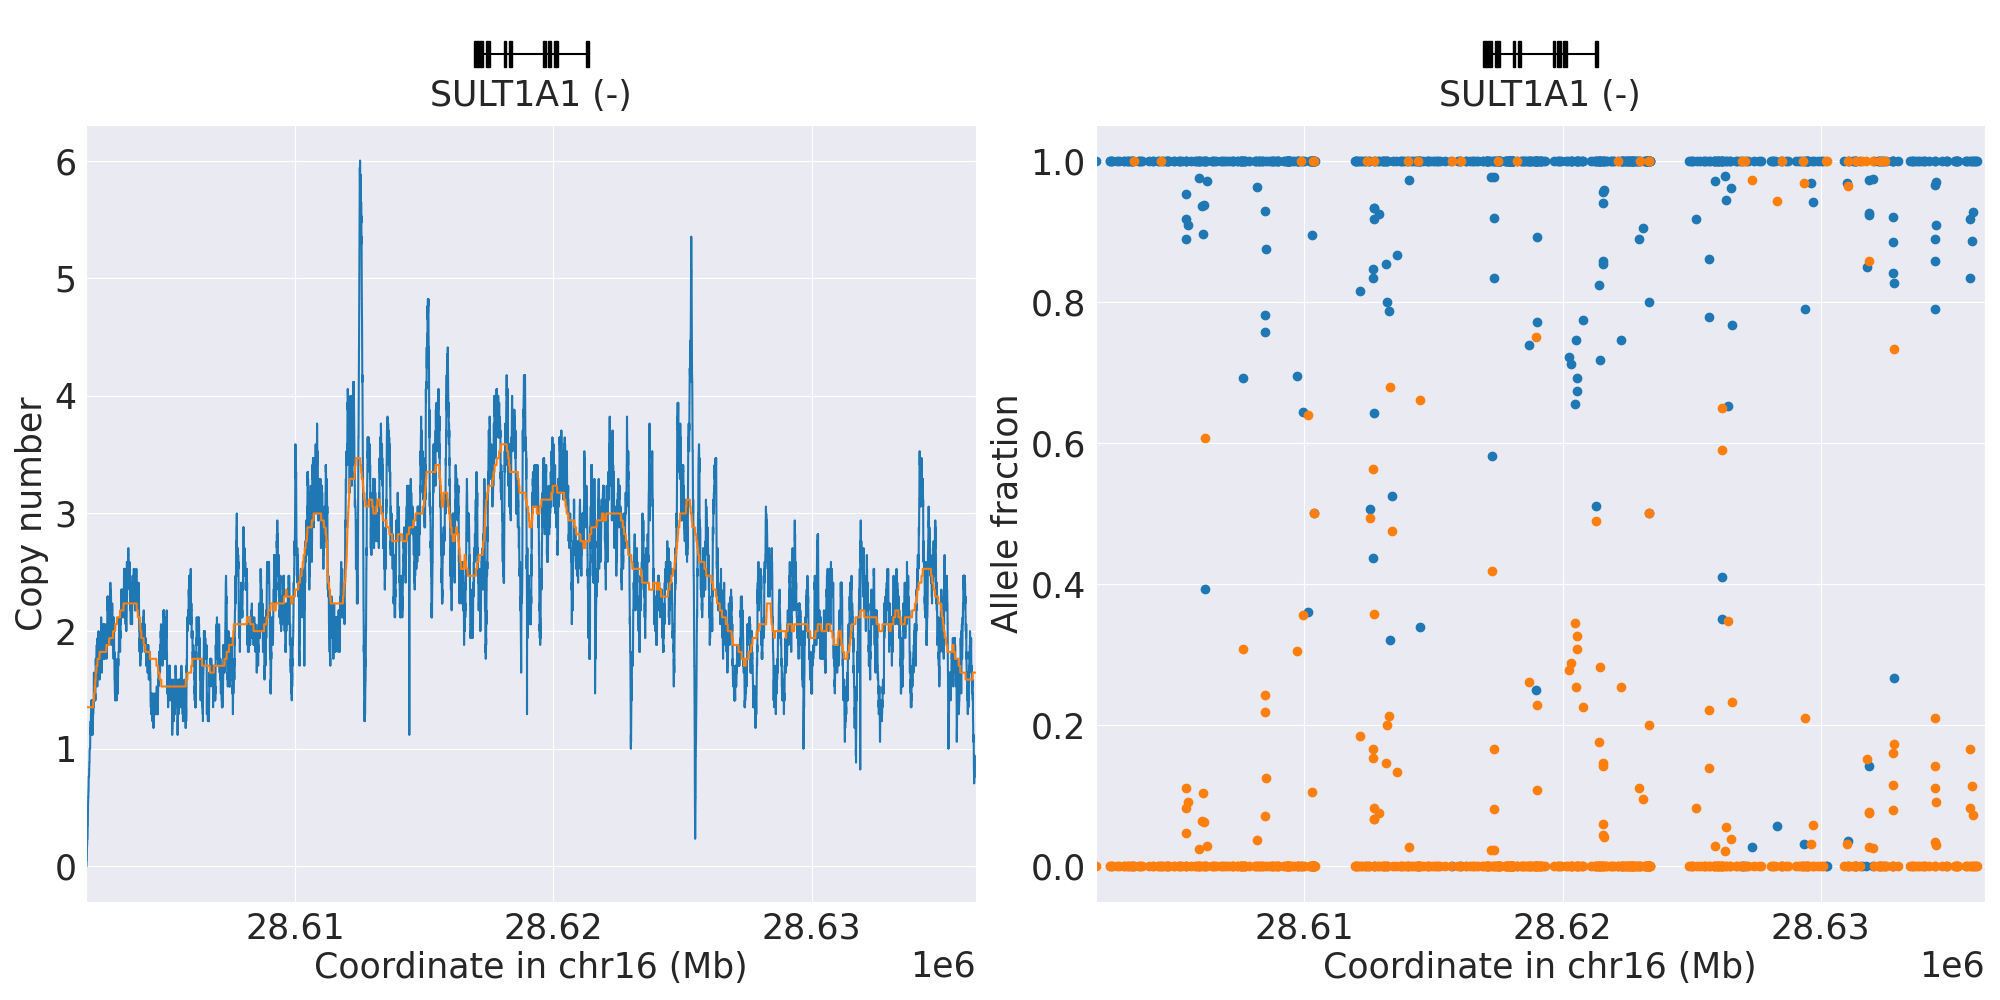 SULT1A1 (-)
6
5
4
3
2
1
0
Copy number
28.61
28.62
28.63
Coordinate in chr16 (Mb)
1e6
SULT1A1 (-)
1.0
0.8
0.6
0.4
0.2
0.0
Allele fraction
28.61
28.62
28.63
Coordinate in chr16 (Mb)
1e6